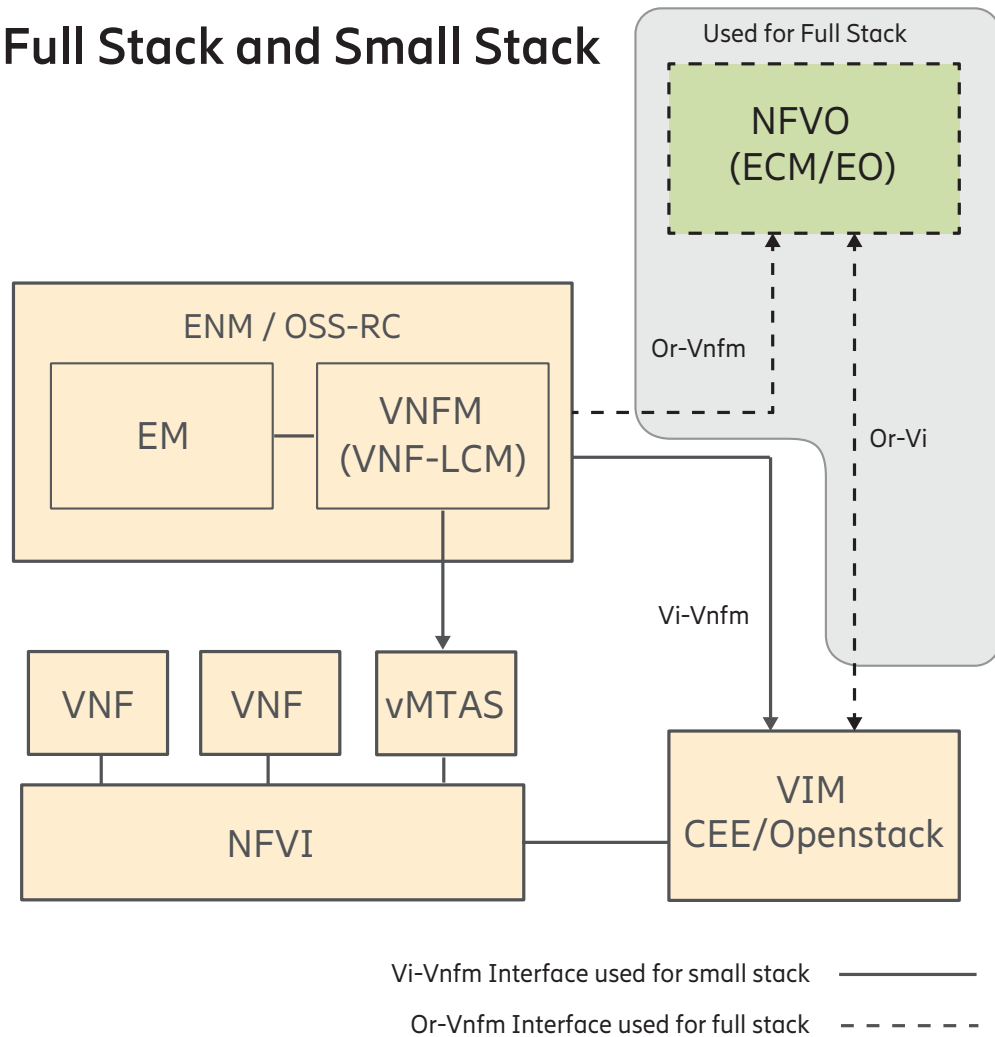 Full Stack and Small Stack
Used for Full Stack
NFVO
(ECM/EO)
ENM / OSS-RC
Or-Vnfm
EM
VNFM
(VNF-LCM)
Or-Vi
Vi-Vnfm
VNF
VNF
vMTAS
VIM
CEE/Openstack
NFVI
Vi-Vnfm Interface used for small stack
Or-Vnfm Interface used for full stack